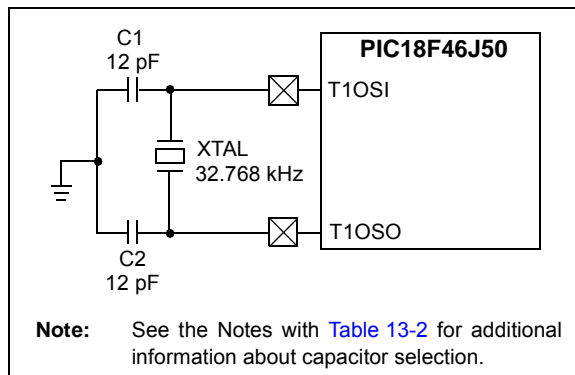 C1
12 pF
PIC18F46J50
T1OSI
XTAL
32.768 kHz
T1OSO
C2
12 pF
Note: See the Notes with Table 13-2 for additional
information about capacitor selection.